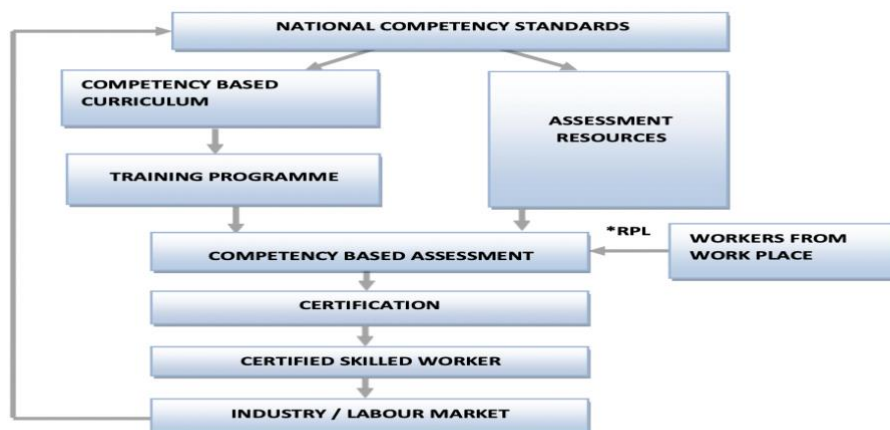 NATIONAL COMPETENCY STANDARDS
COMPETENCY BASED
CURRICULUM
ASSESSMENT
RESOURCES
TRAINING PROGRAMME
*RPL
WORKERS FROM
WORK PLACE
COMPETENCY BASED ASSESSMENT
CERTIFICATION
CERTIFIED SKILLED WORKER
INDUSTRY / LABOUR MARKET